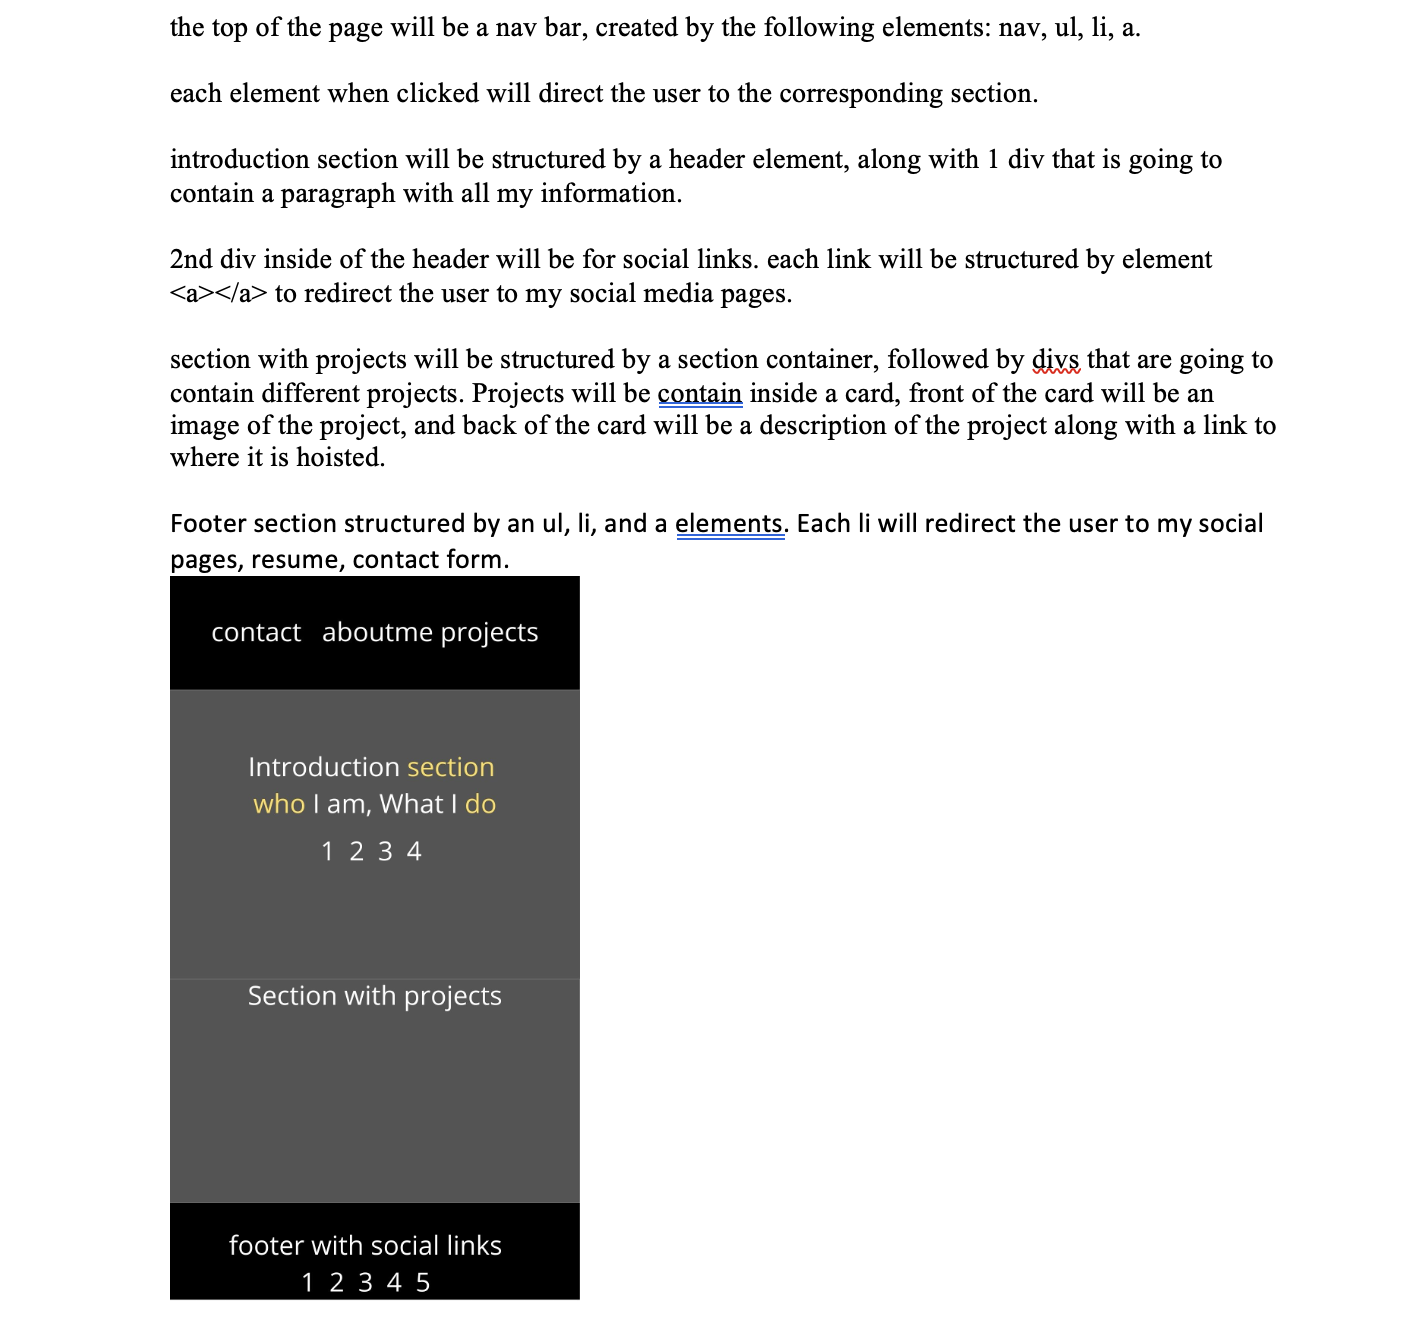 the top of the page will be a nav bar, created by the following elements: nav, ul, li, a.
each element when clicked will direct the user to the corresponding section.
introduction section will be structured by a header element, along with 1 div that is going to
contain a paragraph with all my information.
2nd div inside of the header will be for social links. each link will be structured by element
<a></a> to redirect the user to my social media pages.
section with projects will be structured by a section container, followed by divs that are going to
contain different projects. Projects will be contain inside a card, front of the card will be an
image of the project, and back of the card will be a description of the project along with a link to
where it is hoisted.
Footer section structured by an ul, li, and a elements. Each li will redirect the user to my social
pages, resume, contact form.
contact aboutme projects
Introduction section
who I am, What I do
1 2 3 4
Section with projects
footer with social links
1 2 3 4 5